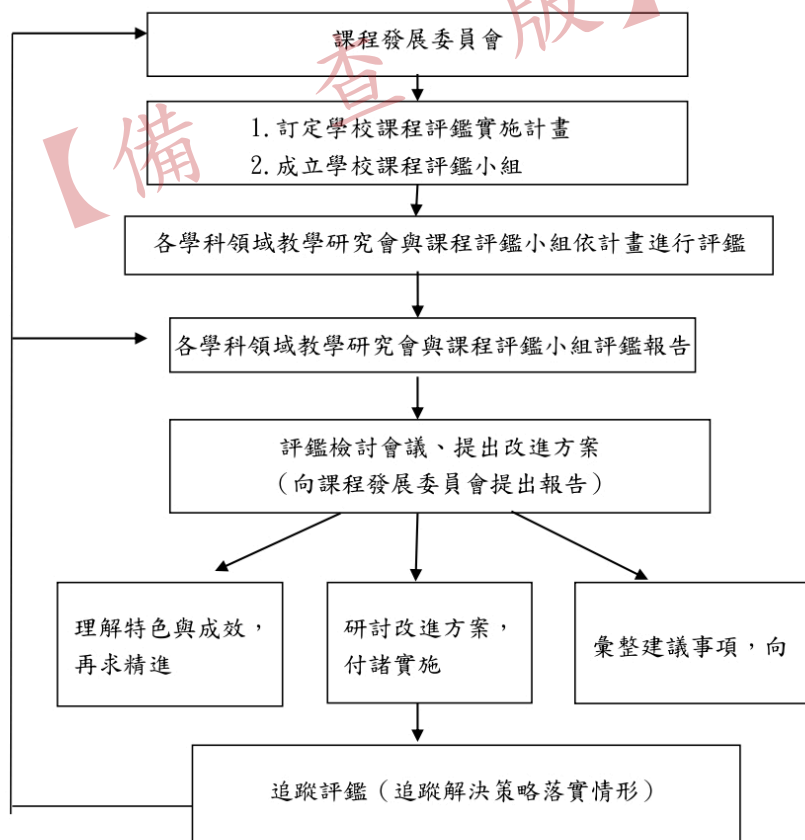 課程發展委員會
【備查版】
1.訂定學校課程評鑑實施計畫
2.成立學校課程評鑑小組
各學科領域教學研究會與課程評鑑小組依計畫進行評鑑
各學科領域教學研究會與課程評鑑小組評鑑報告
評鑑檢討會議、提出改進方案
（向課程發展委員會提出報告）
理解特色與成效，
再求精進
研討改進方案，
付諸實施
彙整建議事項，向
追蹤評鑑（追蹤解決策略落實情形）